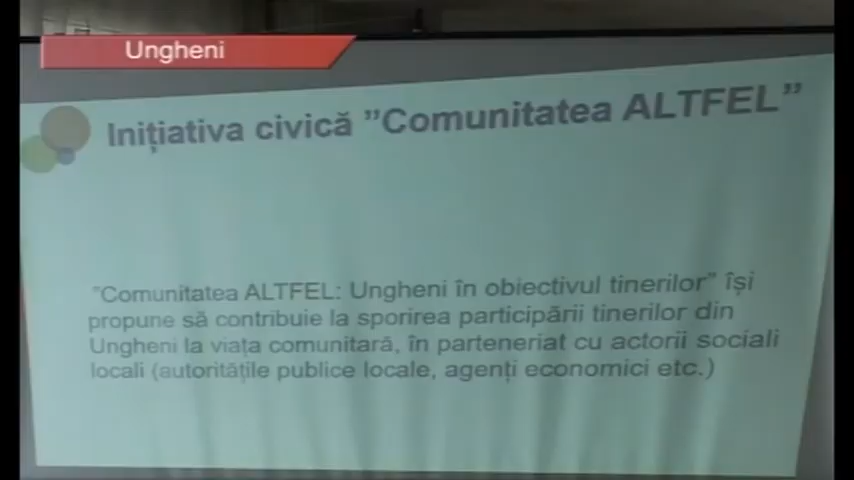 Ungheni
Inițiativa civică ”Comunitatea ALTFEL”
”Comunitatea ALTFEL: Ungheni în obiectivul tinerilor” își
propune să contribuie la sporirea participării tinerilor din
Ungheni la viața comunitară, în parteneriat cu actorii sociali
locali (autoritățile publice locale, agenți economici etc.)